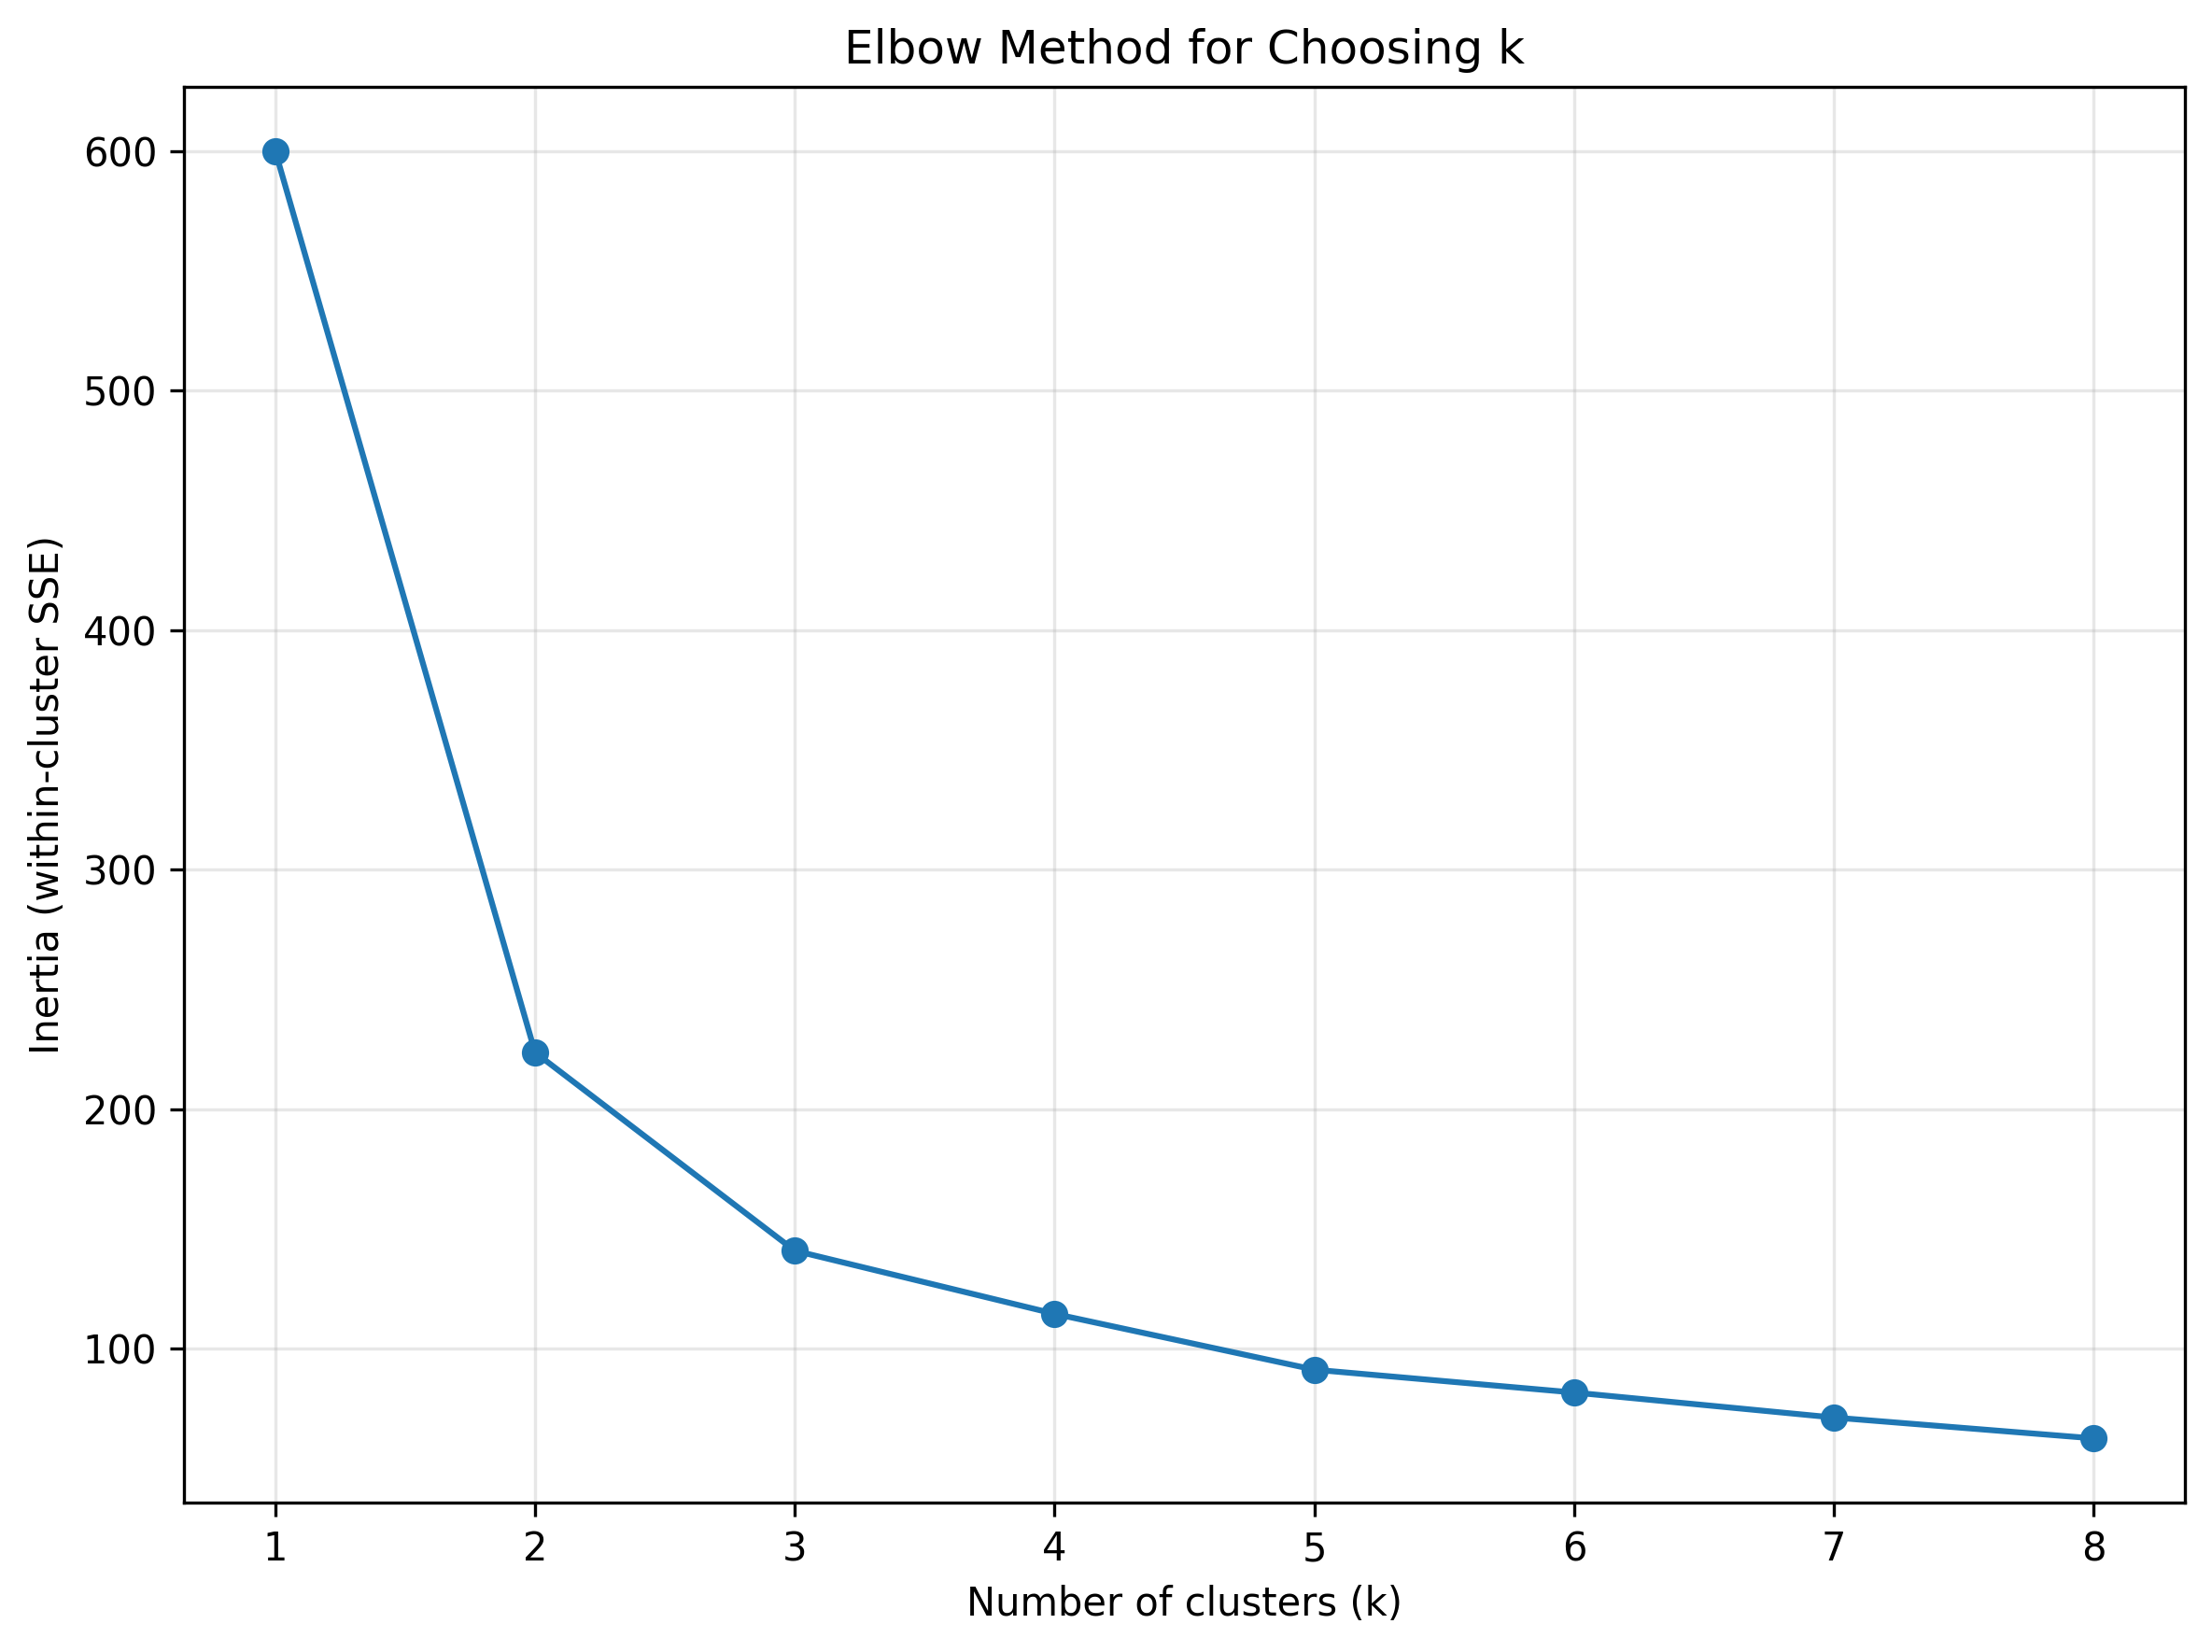 Elbow Method for Choosing k
Inertia (within-cluster SSE)
600
500
400
300
200
100
1 2 3 4 5 6 7 8
Number of clusters (k)